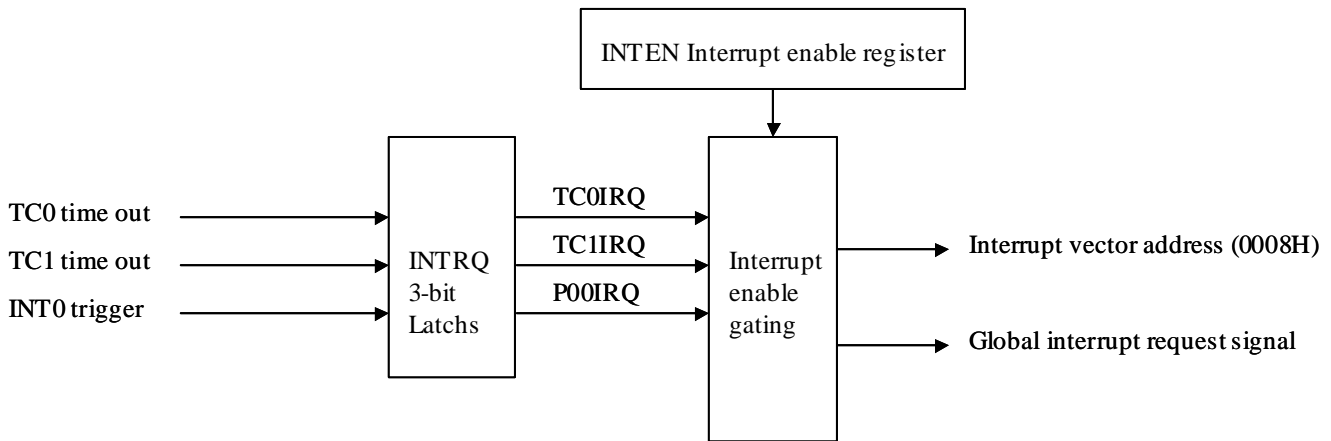 INTEN Interrupt enable register
TC0 time out
TC1 time out
INT0 trigger
INTRQ
3-bit
Latchs
TC0IRQ
TC1IRQ
P00IRQ
Interrupt
enable
gating
Interrupt vector address (0008H)
Global interrupt request signal